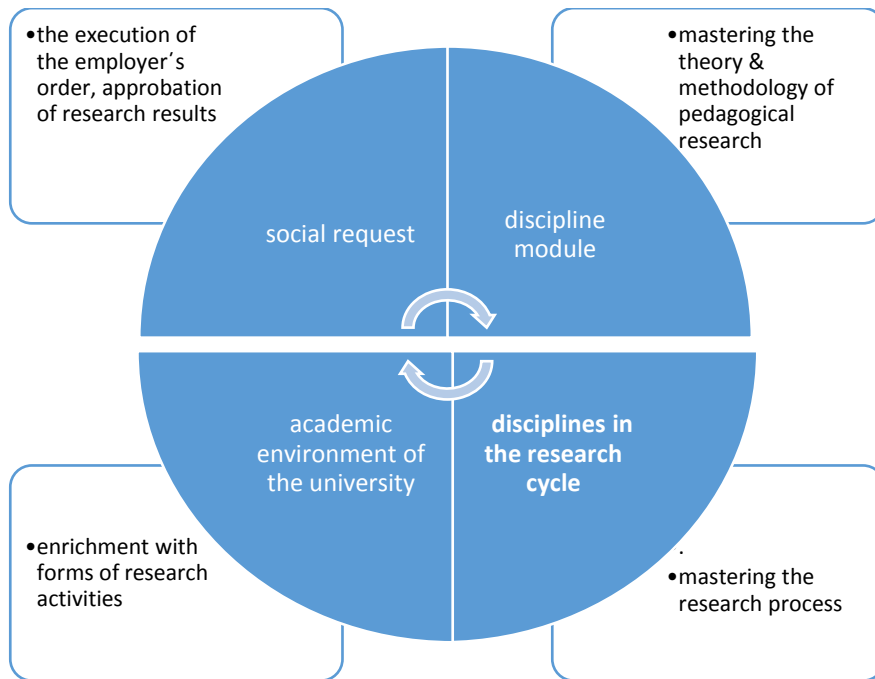 •the execution of
the employer´s
order, approbation
of research results
•mastering the
theory &
methodology of
pedagogical
research
social request
discipline
module
academic
environment of
the university
disciplines in
the research
cycle
•enrichment with
forms of research
activities
.
•mastering the
research process